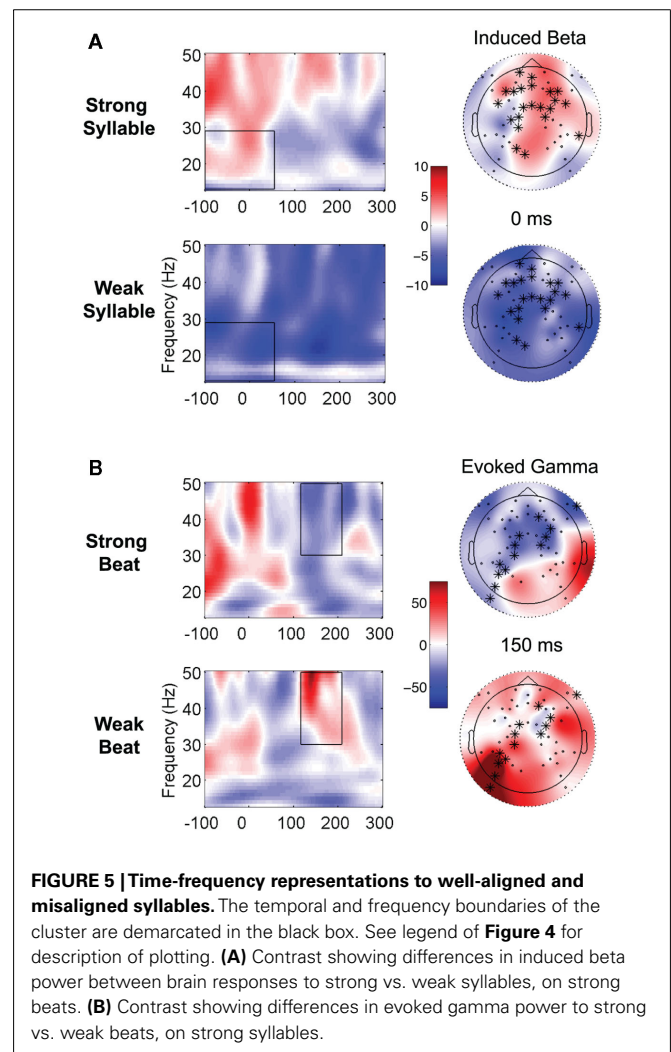 A
Induced Beta
Strong
Syllable
50
40
30
20
-100 0 100 200 300
10
5
0
−5
−10
0 ms
Weak
Syllable
Frequency (Hz)
50
40
30
20
-100 0 100 200 300
B
Evoked Gamma
Strong
Beat
50
40
30
20
-100 0 100 200 300
50
0
−50
150 ms
Weak
Beat
Frequency (Hz)
50
40
30
20
-100 0 100 200 300
FIGURE 5 | Time-frequency representations to well-aligned and
misaligned syllables. The temporal and frequency boundaries of the
cluster are demarcated in the black box. See legend of Figure 4 for
description of plotting. (A) Contrast showing differences in induced beta
power between brain responses to strong vs. weak syllables, on strong
beats. (B) Contrast showing differences in evoked gamma power to strong
vs. weak beats, on strong syllables.